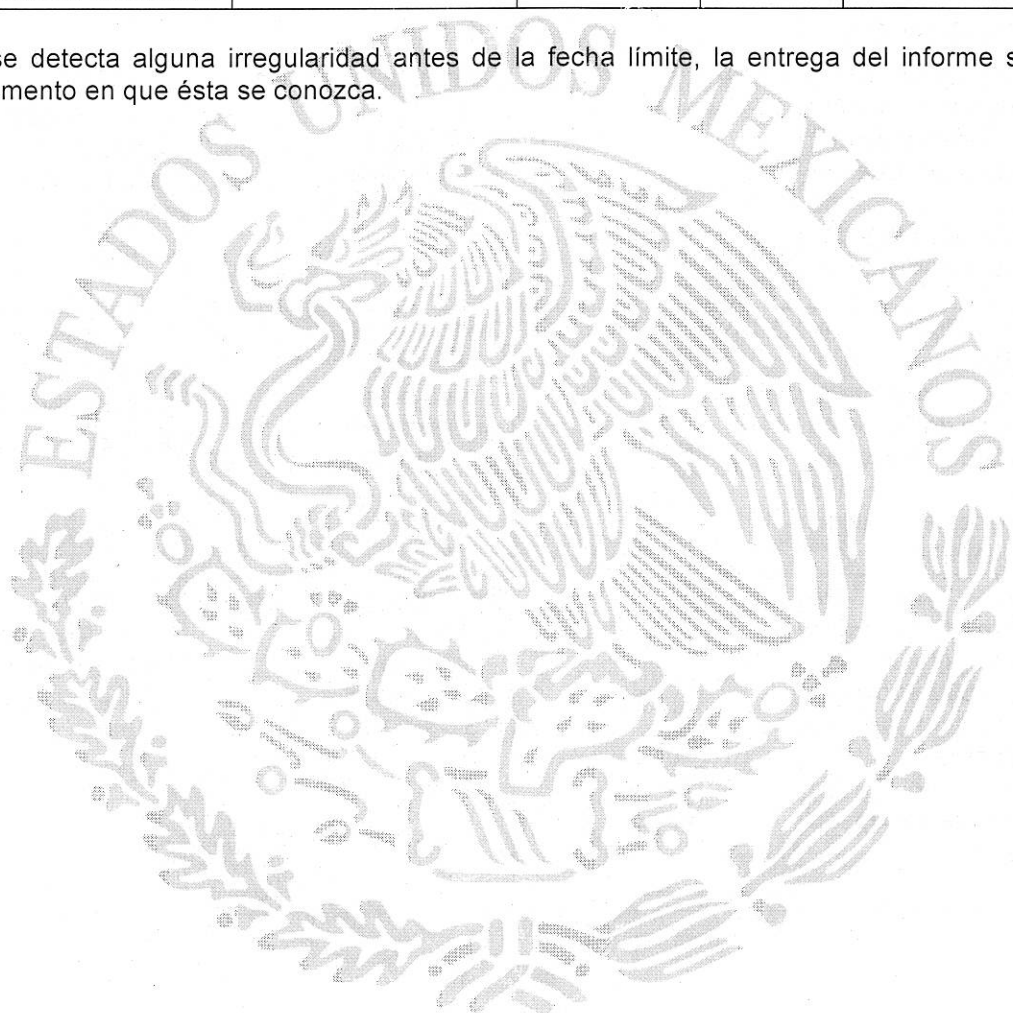 se detecta alguna irregularidad antes de la fecha límite, la entrega del informe s
mento en que ésta se conozca.
ESTADOS UNIDOS MEXICANOS